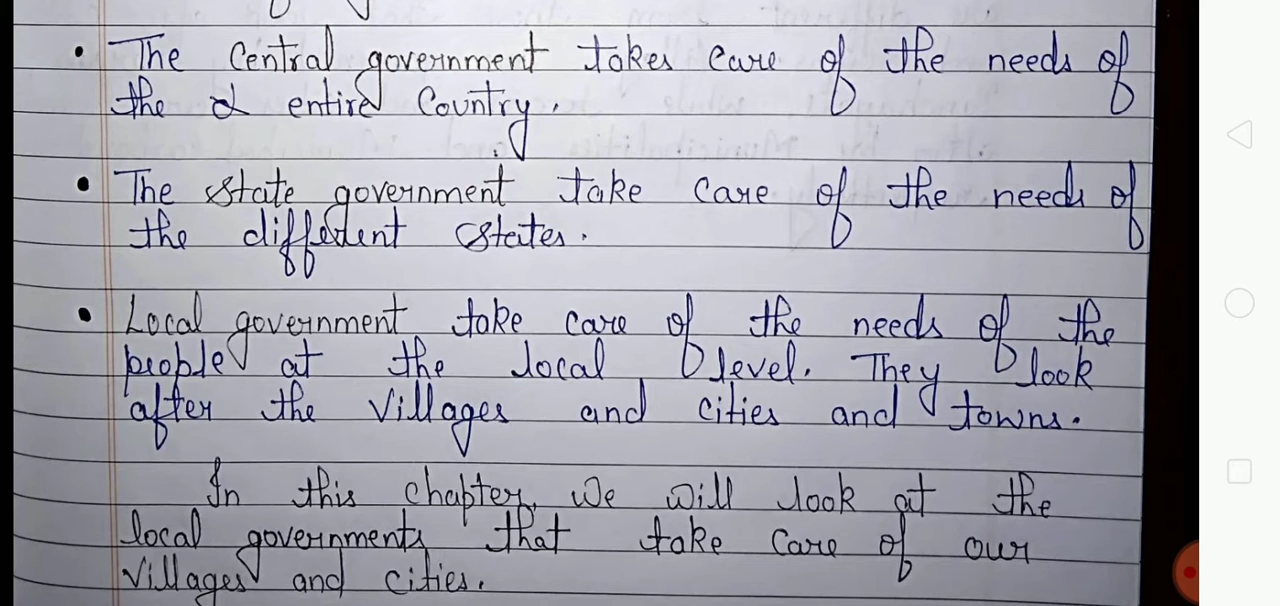 • The Central government takes care of the needs of
the & entire Country.
• The State government take care of the needs of
the different States.
• Local government take care of the needs of the
people at the local level. They look
after the Villages and cities and towns.
In this chapter, We will look at the
local governments that take Care of our
Villages and cities.